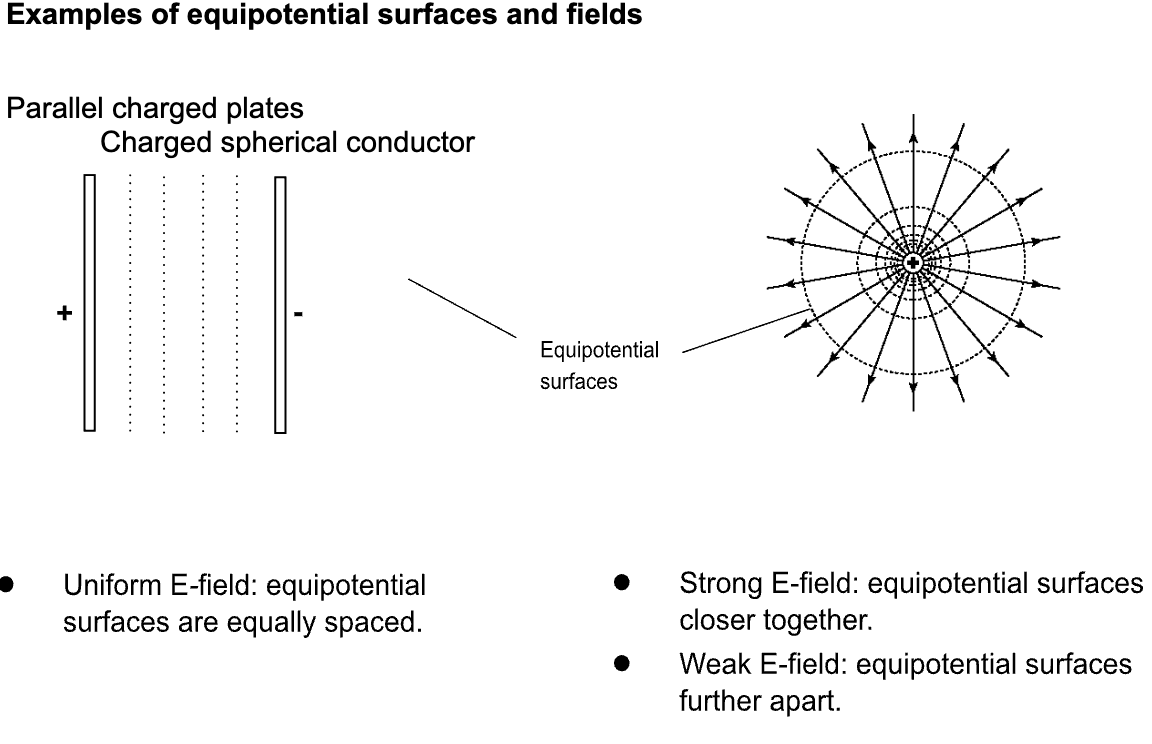 Examples of equipotential surfaces and fields
Parallel charged plates
Charged spherical conductor
+
-
+
Equipotential
surfaces
● Uniform E-field: equipotential
surfaces are equally spaced.
● Strong E-field: equipotential surfaces
closer together.
● Weak E-field: equipotential surfaces
further apart.